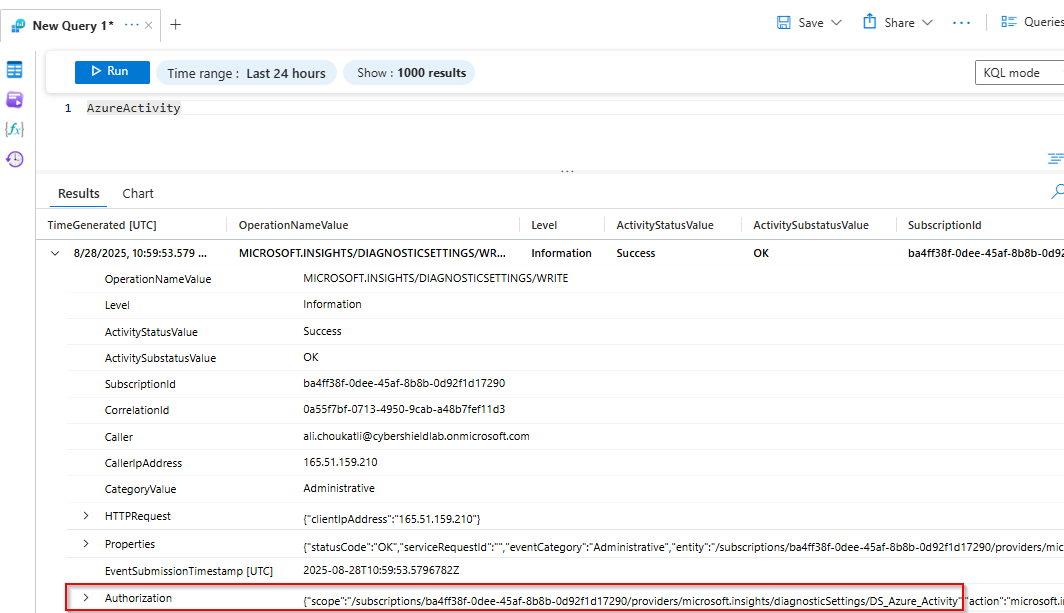 New Query 1* ··· × +
Save Share ··· Queries
Run Time range : Last 24 hours Show : 1000 results KQL mode
1 AzureActivity
...
Results Chart
TimeGenerated [UTC] OperationNameValue Level ActivityStatusValue ActivitySubstatusValue SubscriptionId
8/28/2025, 10:59:53.579 ... MICROSOFT.INSIGHTS/DIAGNOSTICSETTINGS/WR... Information Success OK ba4ff38f-0dee-45af-8b8b-0d92
OperationNameValue MICROSOFT.INSIGHTS/DIAGNOSTICSETTINGS/WRITE
Level Information
ActivityStatusValue Success
ActivitySubstatusValue OK
SubscriptionId ba4ff38f-0dee-45af-8b8b-0d92f1d17290
CorrelationId 0a55f7bf-0713-4950-9cab-a48b7fef11d3
Caller ali.choukatli@cybershieldlab.onmicrosoft.com
CallerIpAddress 165.51.159.210
CategoryValue Administrative
HTTPRequest {"clientIpAddress":"165.51.159.210"}
Properties {"statusCode":"OK","serviceRequestId":"","eventCategory":"Administrative","entity":"/subscriptions/ba4ff38f-0dee-45af-8b8b-0d92f1d17290/providers/mic
EventSubmissionTimestamp [UTC] 2025-08-28T10:59:53.5796782Z
Authorization {"scope":"/subscriptions/ba4ff38f-0dee-45af-8b8b-0d92f1d17290/providers/microsoft.insights/diagnosticSettings/DS_Azure_Activity","action":"microsoft.i